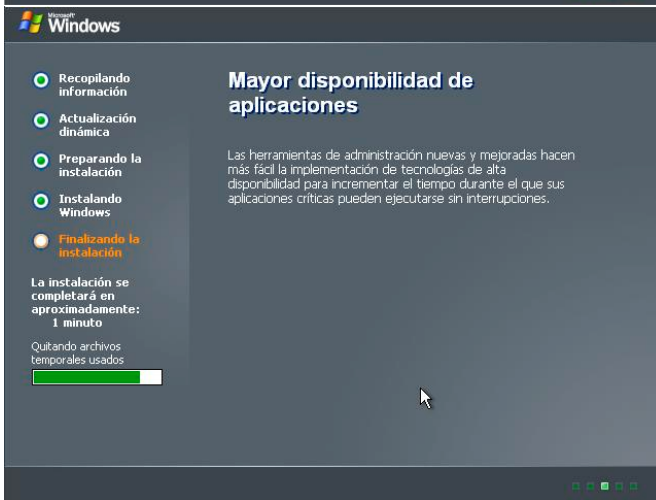 Microsoft
Windows
Recopilando
información
Actualización
dinámica
Preparando la
instalación
Instalando
Windows
Finalizando la
instalación
La instalación se
completará en
aproximadamente:
1 minuto
Quitando archivos
temporales usados
Mayor disponibilidad de
aplicaciones
Las herramientas de administración nuevas y mejoradas hacen
más fácil la implementación de tecnologías de alta
disponibilidad para incrementar el tiempo durante el que sus
aplicaciones críticas pueden ejecutarse sin interrupciones.